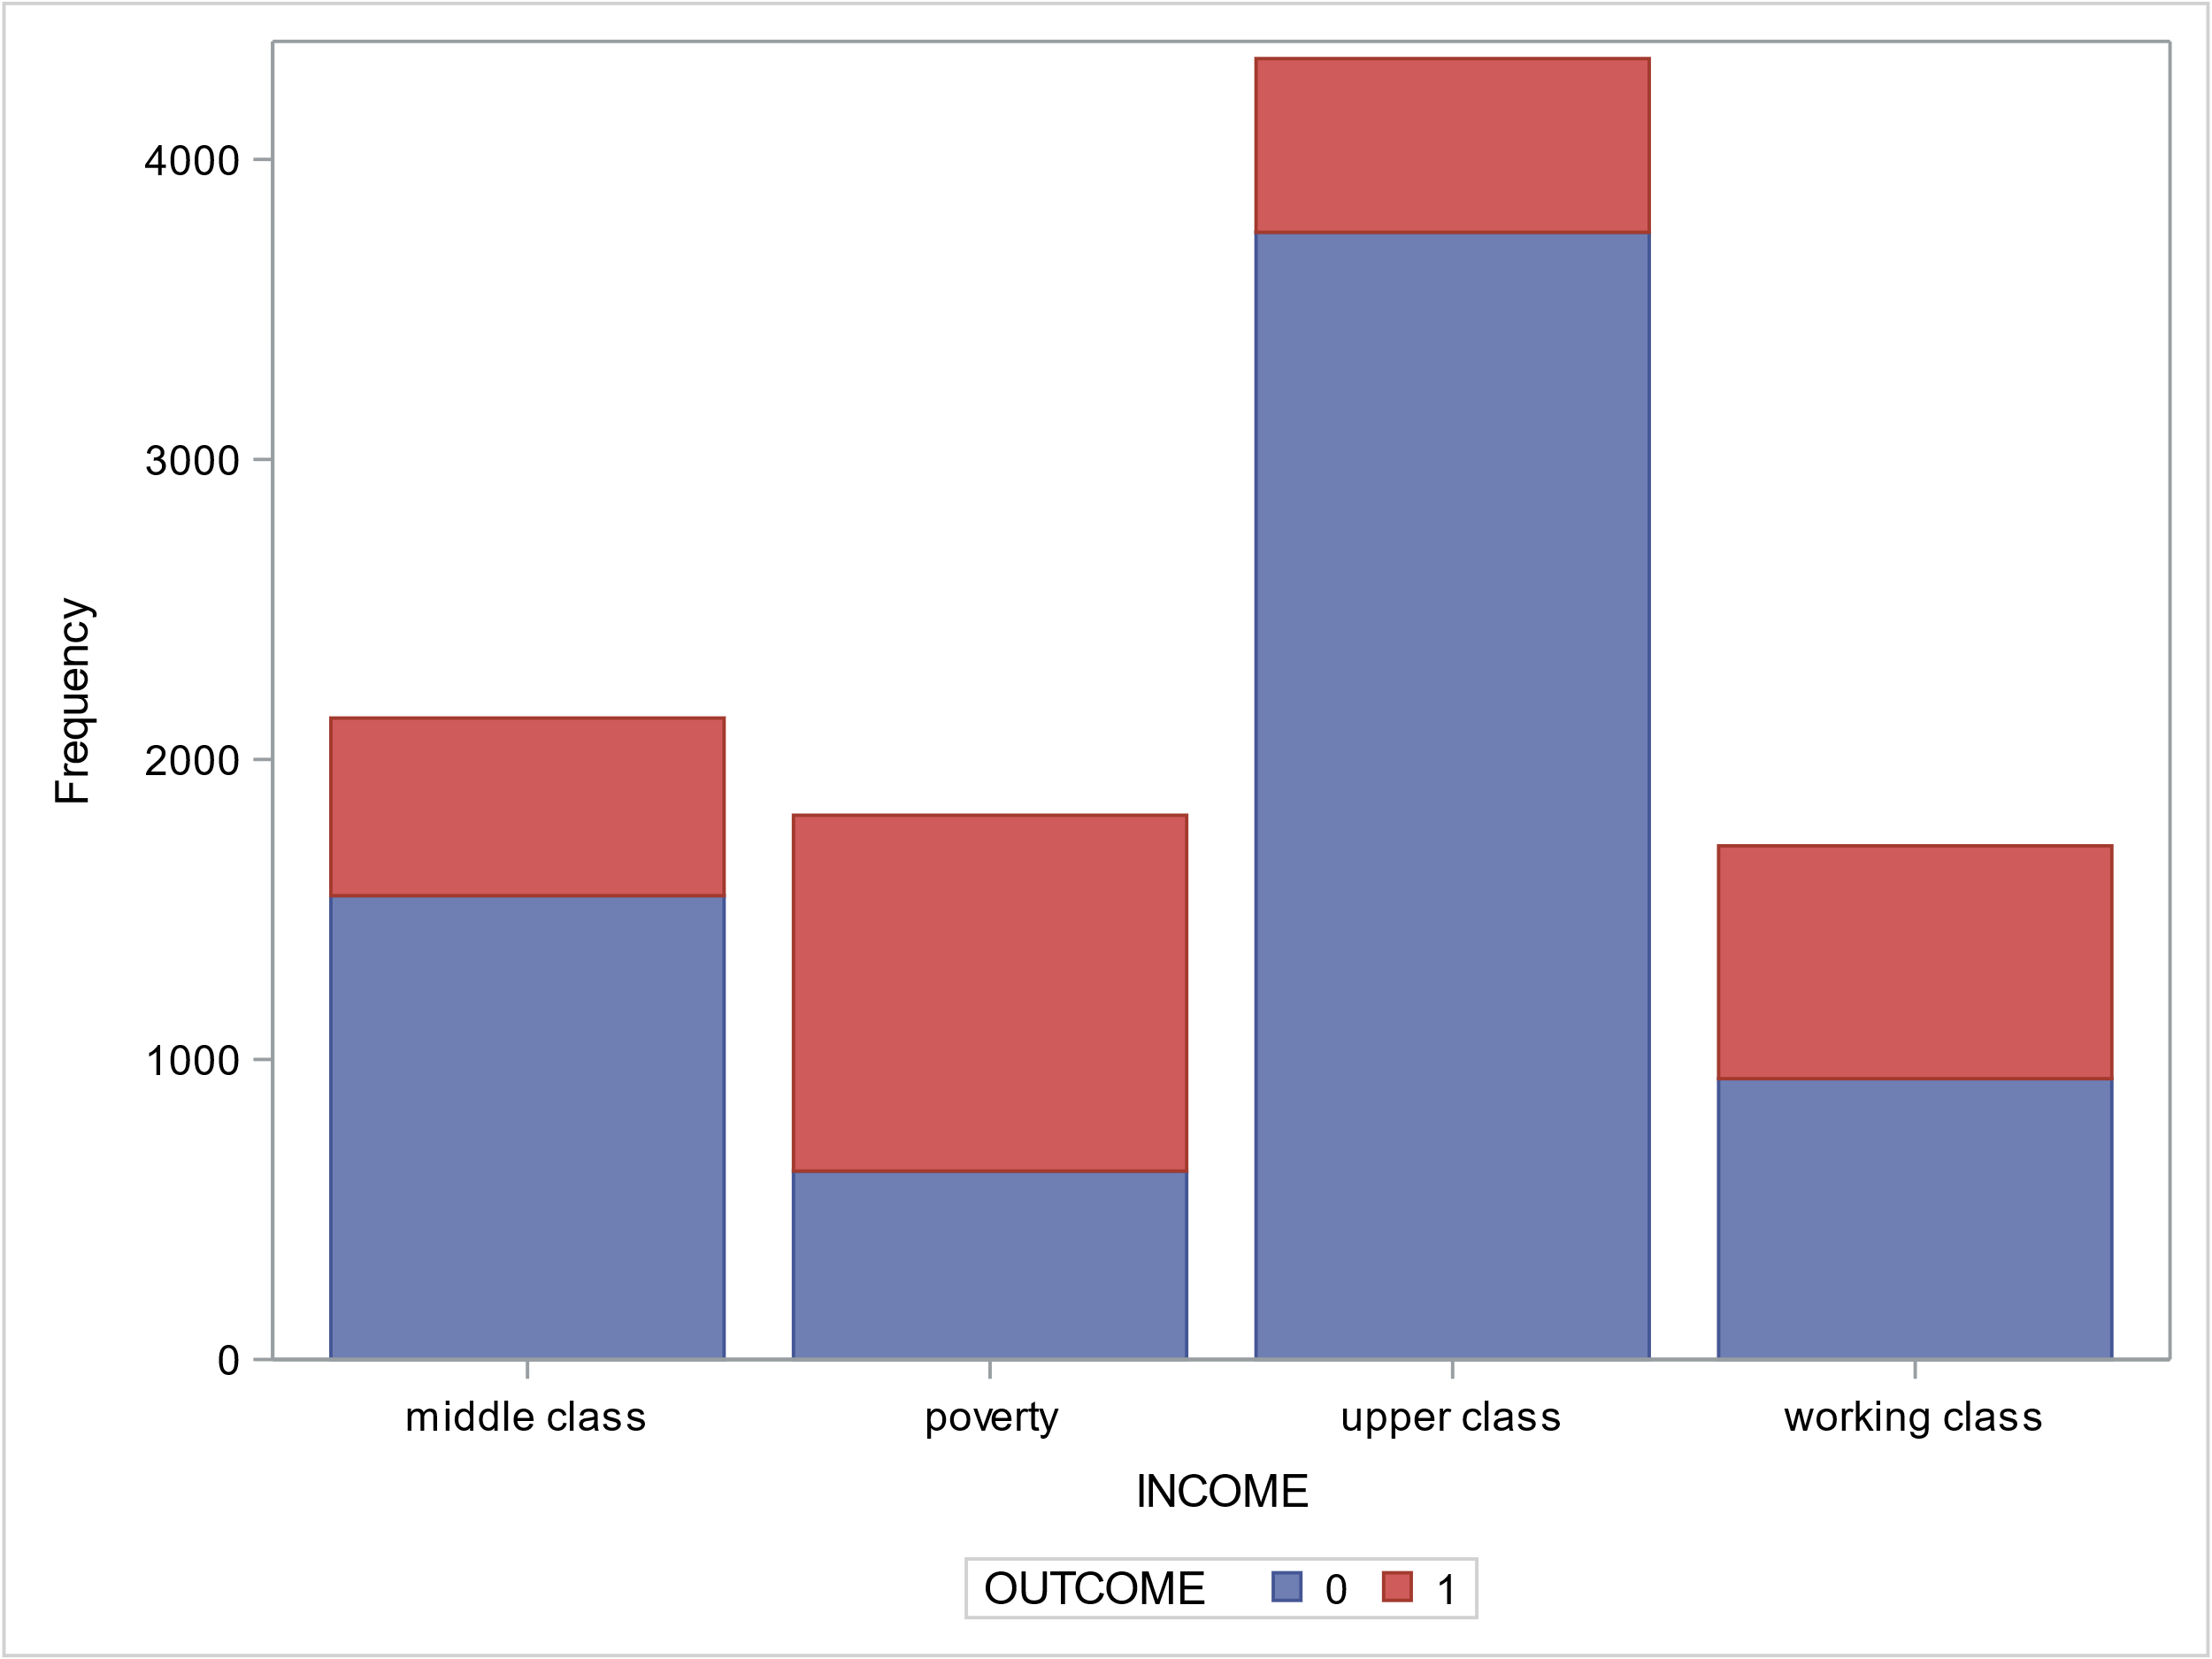 4000
3000
2000
1000
0
Frequency
middle class poverty upper class working class
INCOME
OUTCOME 0 1